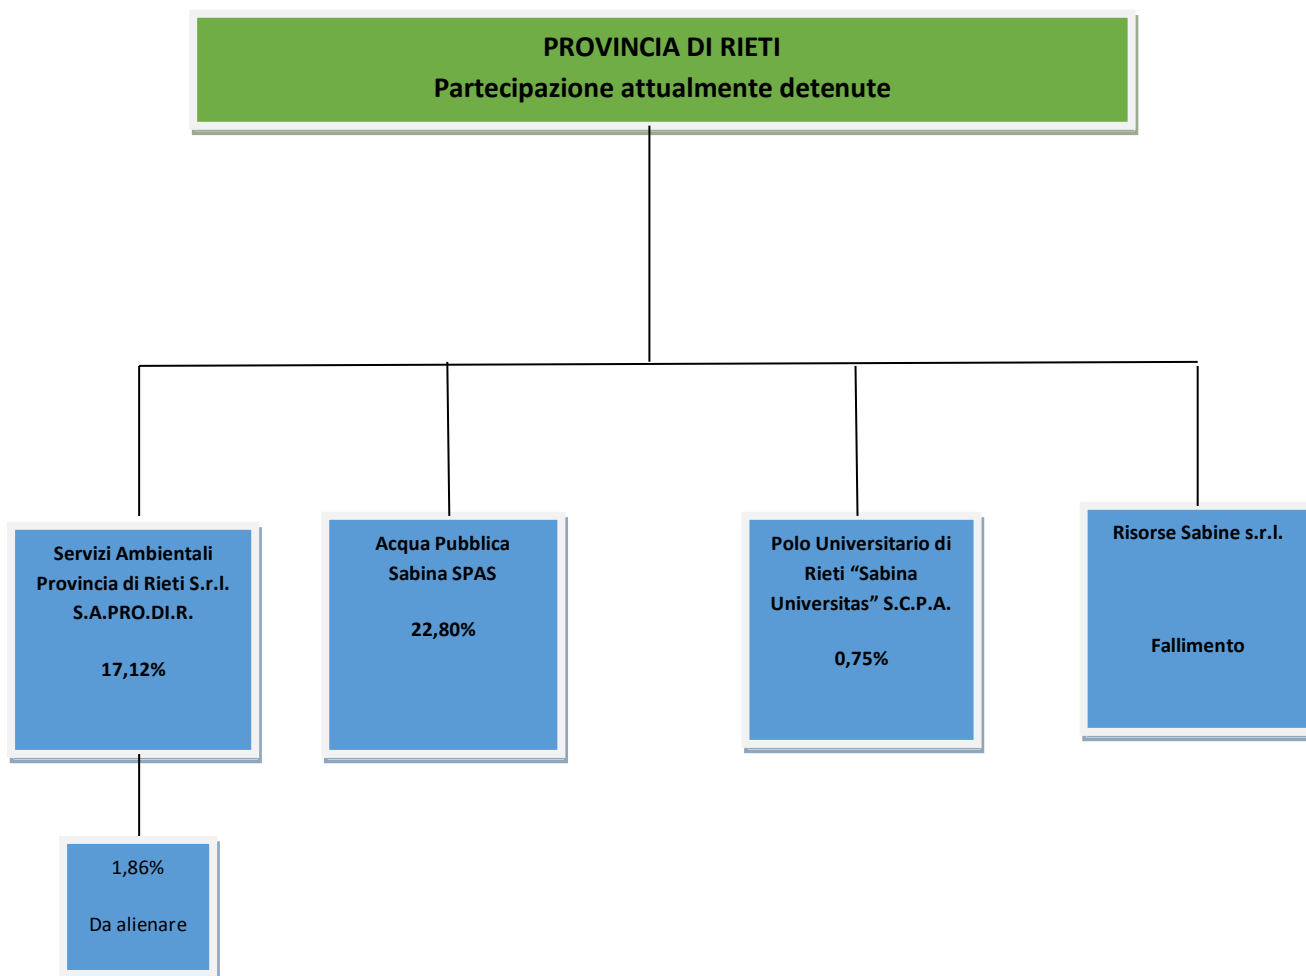 PROVINCIA DI RIETI
Partecipazione attualmente detenute
Servizi Ambientali
Provincia di Rieti S.r.l.
S.A.PRO.DI.R.
17,12%
Acqua Pubblica
Sabina SPAS
22,80%
Polo Universitario di
Rieti “Sabina
Universitas” S.C.P.A.
0,75%
Risorse Sabine s.r.l.
Fallimento
1,86%
Da alienare